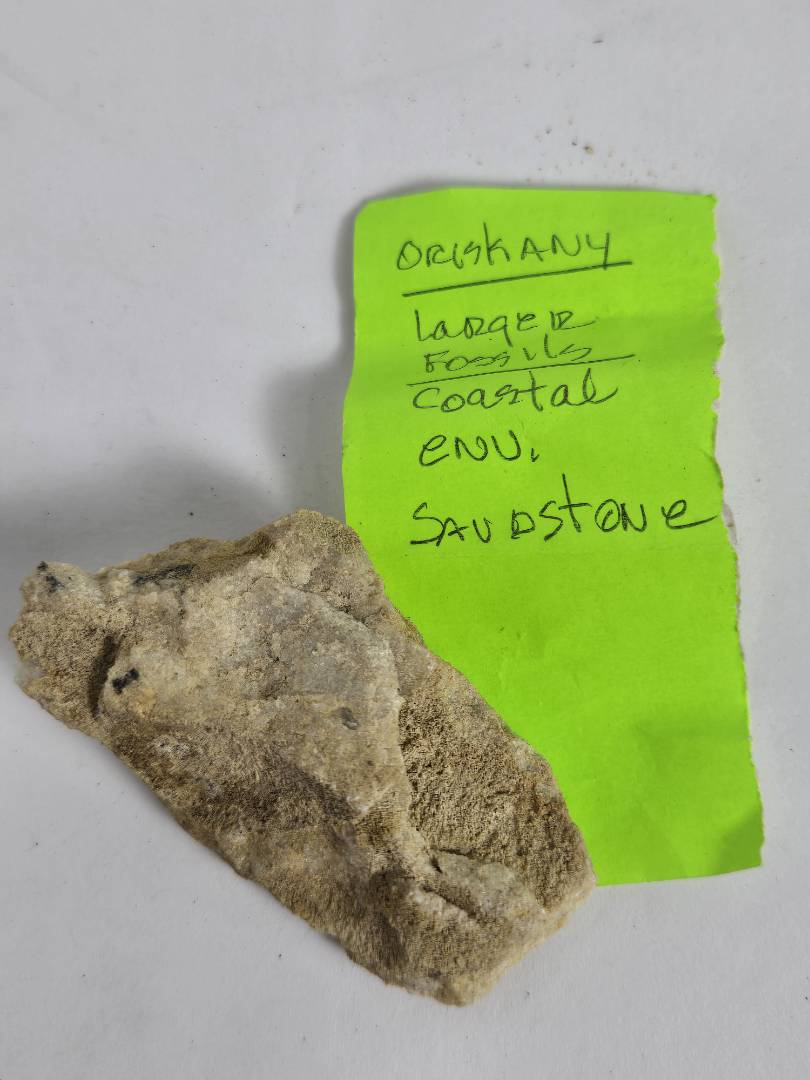 ORISKANY
Larger
Fossils
Coastal
ENV.
SANDSTONE